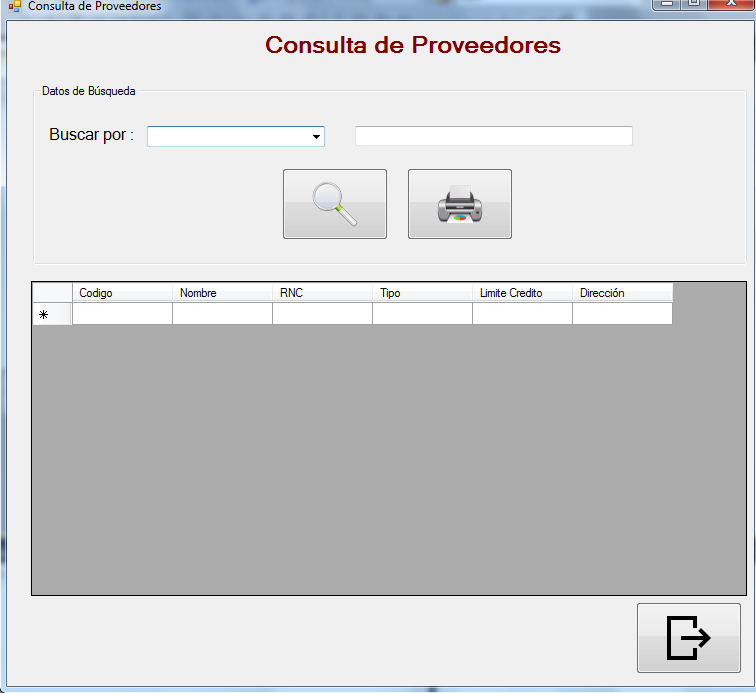 Consulta de Proveedores
Consulta de Proveedores
Datos de Búsqueda
Buscar por :
Codigo Nombre RNC Tipo Limite Credito Dirección